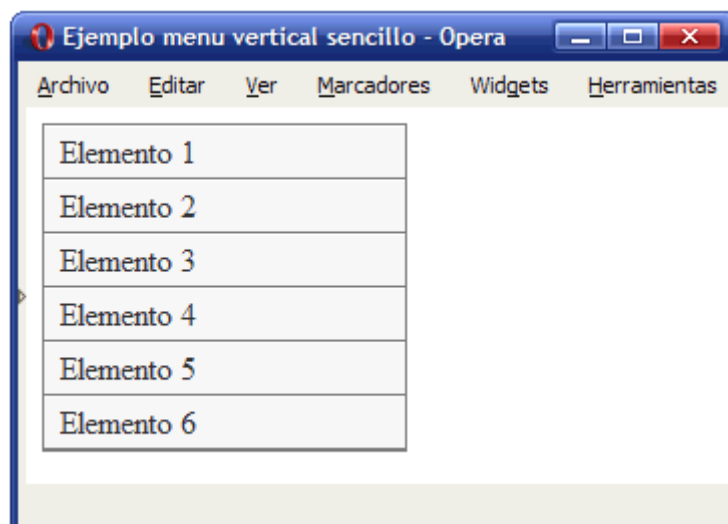 Ejemplo menu vertical sencillo - Opera
Archivo Editar Ver Marcadores Widgets Herramientas
Elemento 1
Elemento 2
Elemento 3
Elemento 4
Elemento 5
Elemento 6